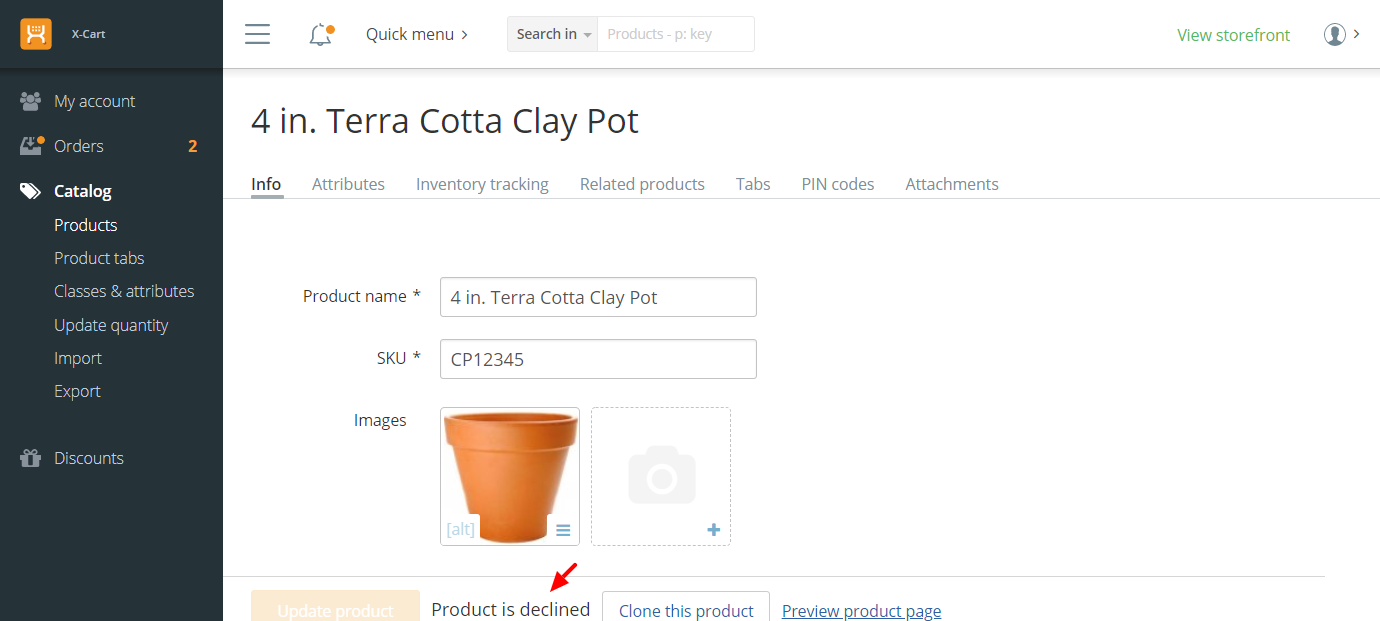 X-Cart
Quick menu
Search in
Products - p: key
View storefront
My account
Orders 2
Catalog
Products
Product tabs
Classes & attributes
Update quantity
Import
Export
Discounts
4 in. Terra Cotta Clay Pot
Info Attributes Inventory tracking Related products Tabs PIN codes Attachments
Product name * 4 in. Terra Cotta Clay Pot
SKU * CP12345
Images
[alt]
Update product Product is declined Clone this product Preview product page